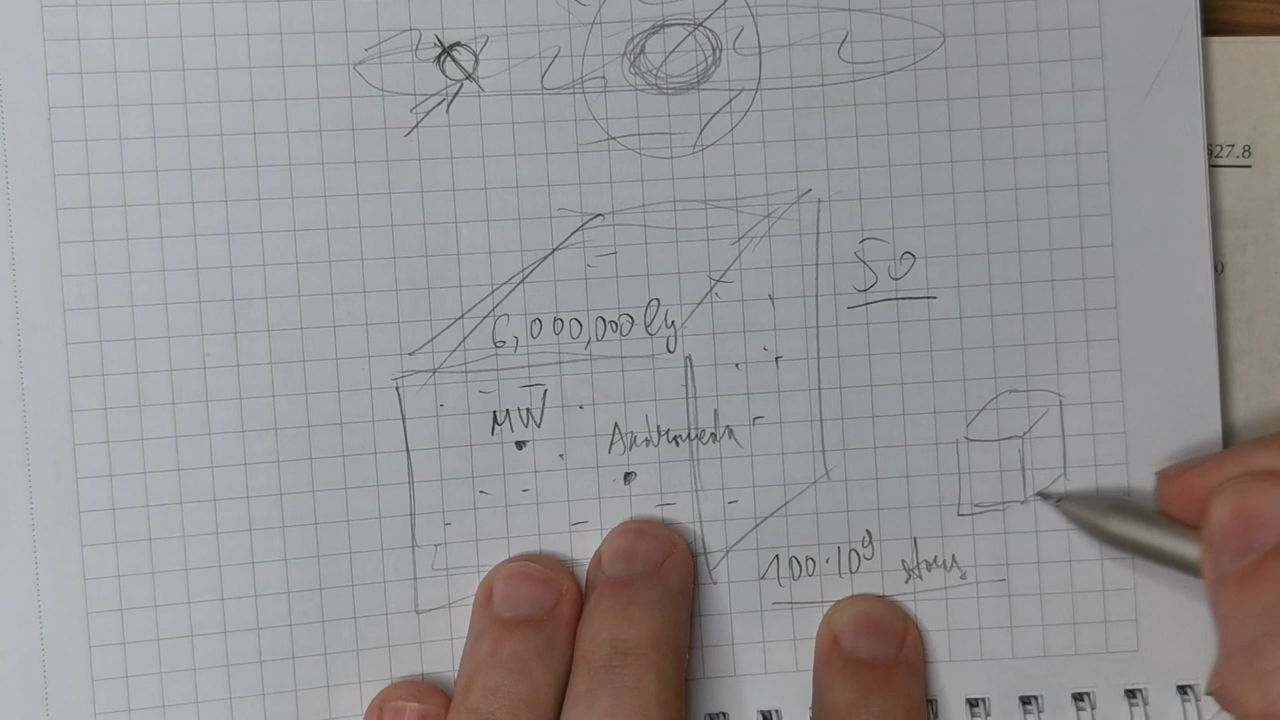 §27.8
50
6,000,000 ly
MW
Andromeda
100·10⁹ stars